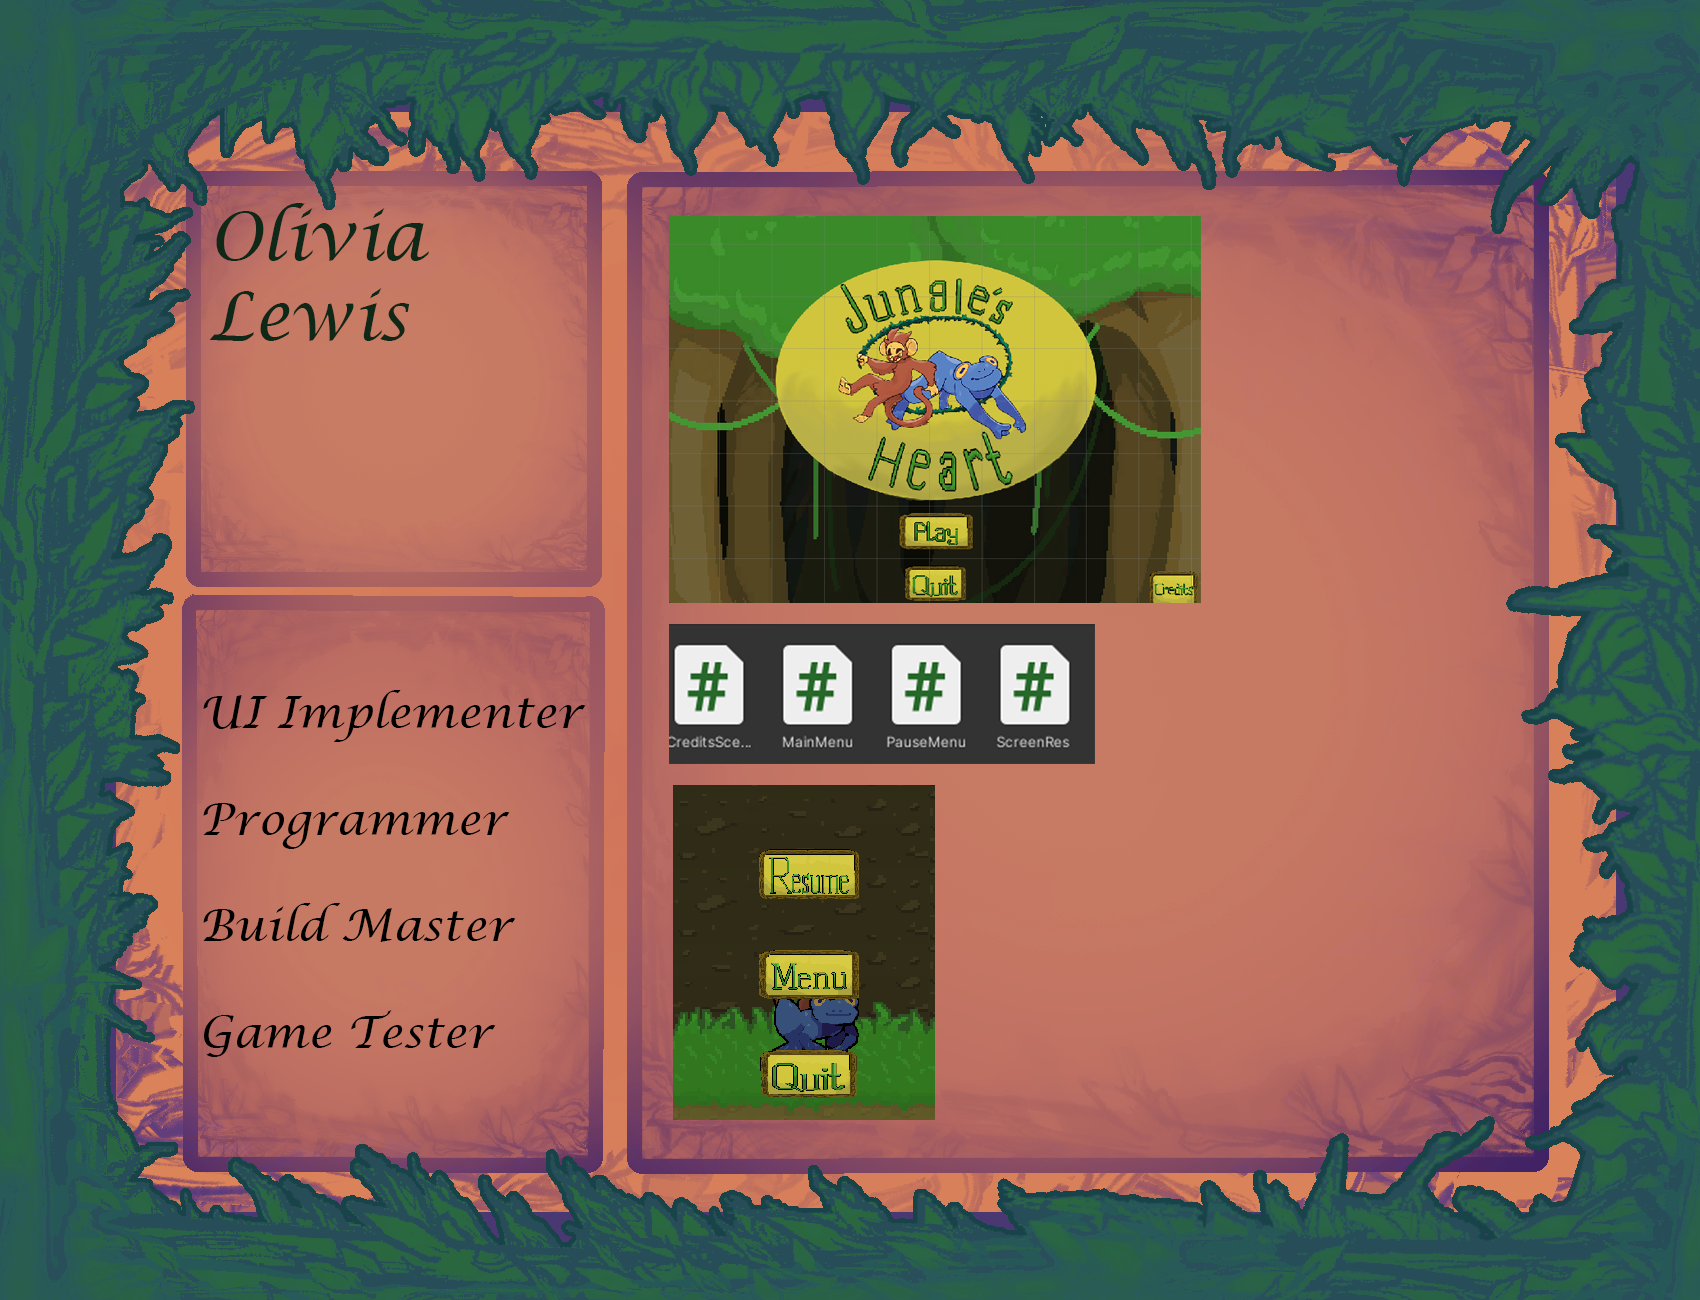 Olivia
Lewis
UI Implementer
Programmer
Build Master
Game Tester
Jungle's
Heart
Play
Quit
Credits
# # # #
CreditsSce... MainMenu PauseMenu ScreenRes
Resume
Menu
Quit